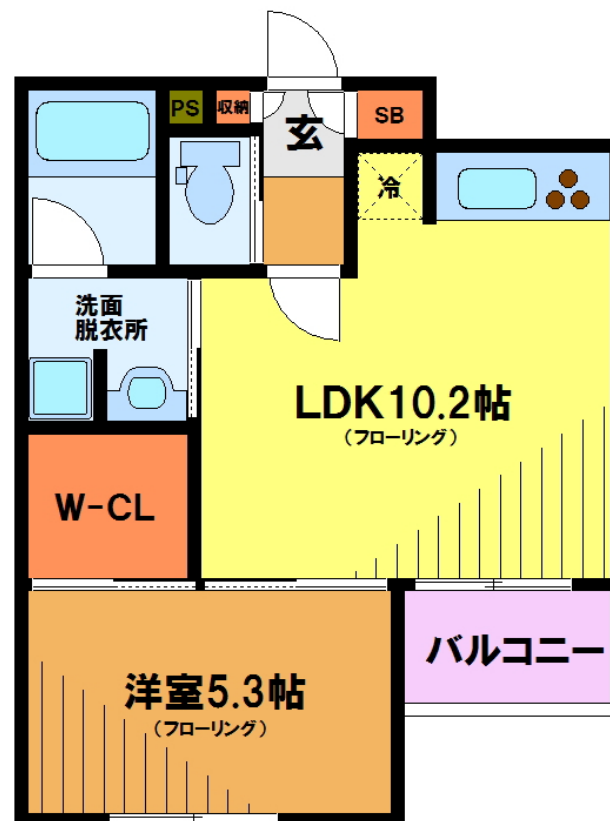 PS
収納
玄
SB
冷
洗面
脱衣所
LDK10.2帖
(フローリング)
W-CL
バルコニー
洋室5.3帖
(フローリング)